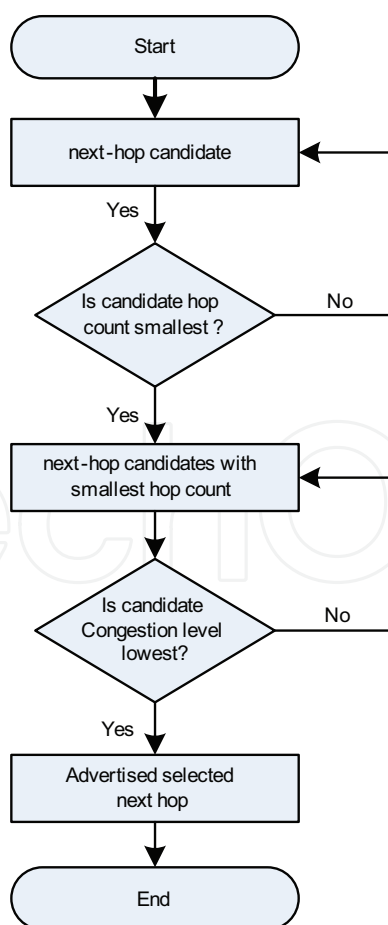 Start
next-hop candidate
Yes
Is candidate hop
count smallest ?
No
Yes
next-hop candidates with
smallest hop count
Is candidate
Congestion level
lowest?
No
Yes
Advertised selected
next hop
End